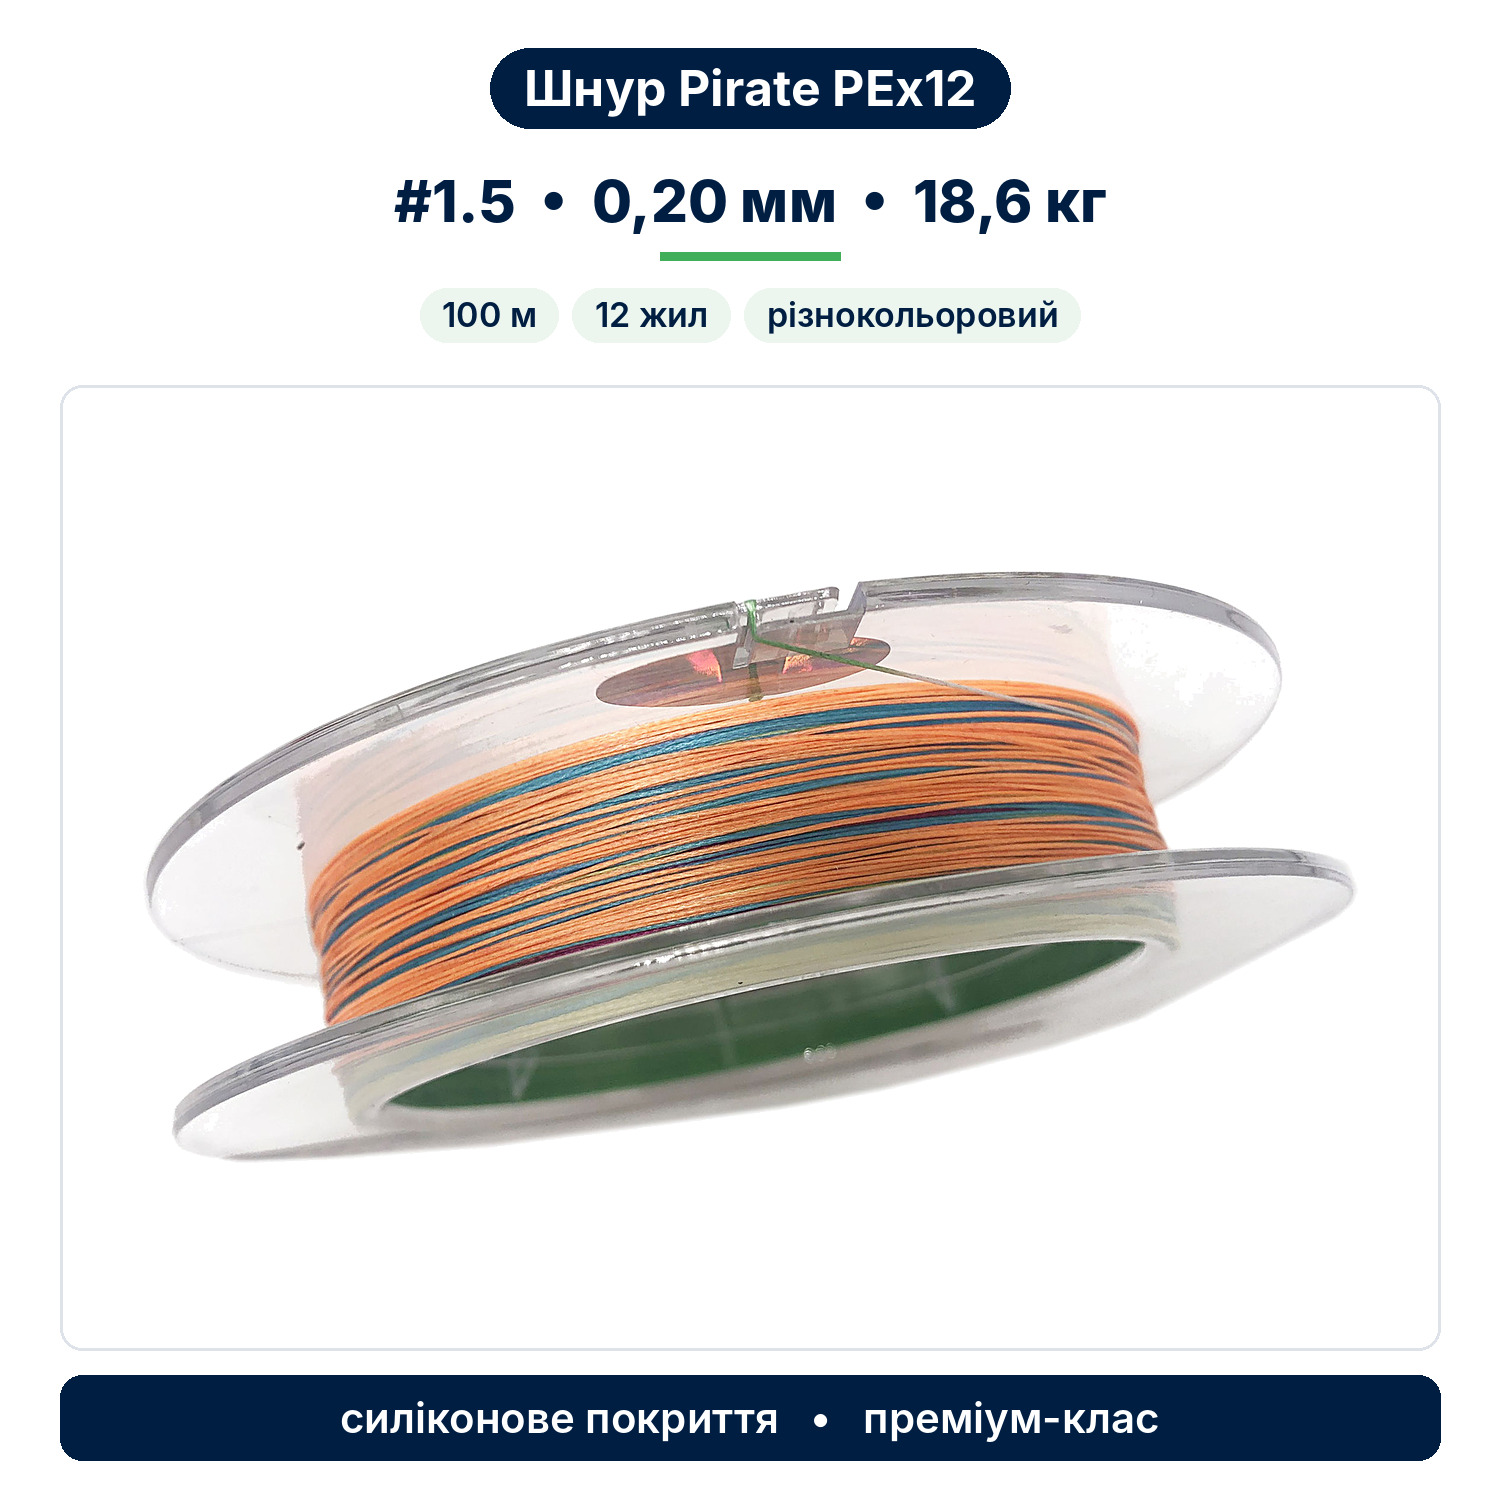 Шнур Pirate PEx12
#1.5 • 0,20 мм • 18,6 кг
100 м 12 жил різнокольоровий
силіконове покриття • преміум-клас